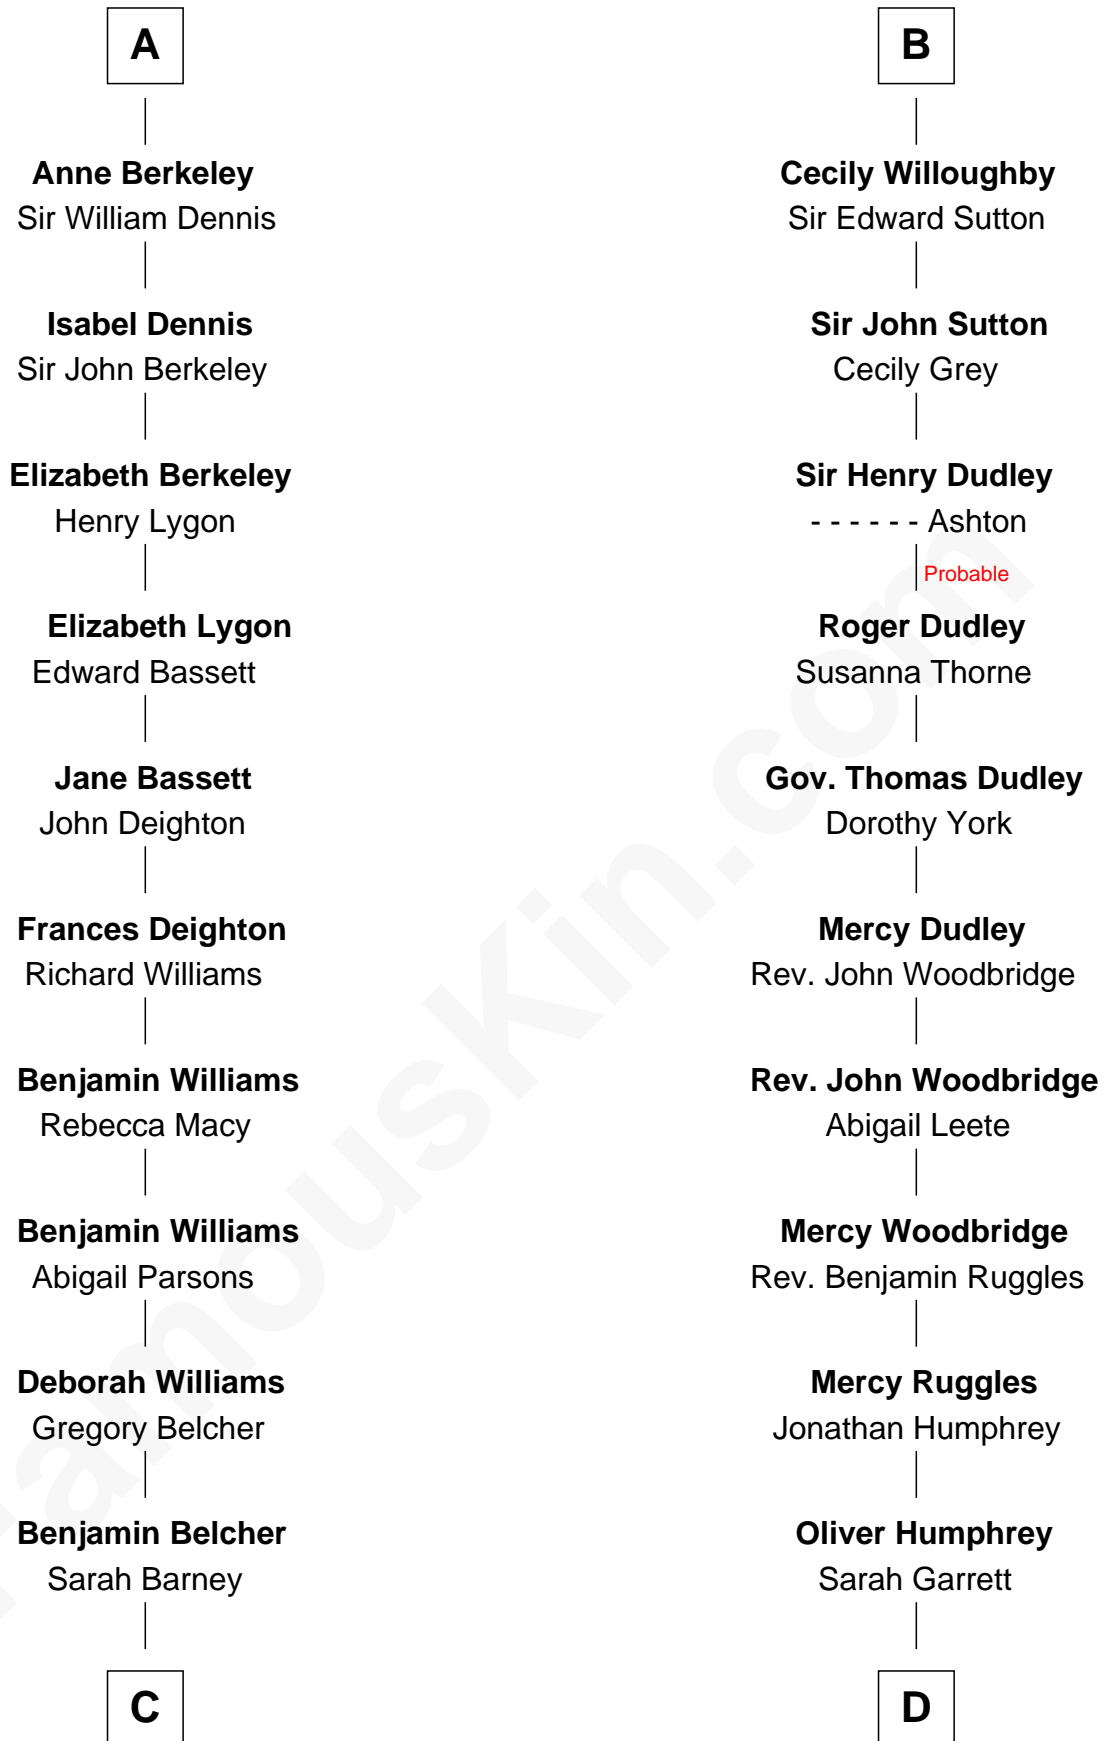 A
Anne Berkeley
Sir William Dennis
Isabel Dennis
Sir John Berkeley
Elizabeth Berkeley
Henry Lygon
Elizabeth Lygon
Edward Bassett
Jane Bassett
John Deighton
Frances Deighton
Richard Williams
Benjamin Williams
Rebecca Macy
Benjamin Williams
Abigail Parsons
Deborah Williams
Gregory Belcher
Benjamin Belcher
Sarah Barney
C
B
Cecily Willoughby
Sir Edward Sutton
Sir John Sutton
Cecily Grey
Sir Henry Dudley
- - - - - - Ashton
Probable
Roger Dudley
Susanna Thorne
Gov. Thomas Dudley
Dorothy York
Mercy Dudley
Rev. John Woodbridge
Rev. John Woodbridge
Abigail Leete
Mercy Woodbridge
Rev. Benjamin Ruggles
Mercy Ruggles
Jonathan Humphrey
Oliver Humphrey
Sarah Garrett
D
FamousKin.com